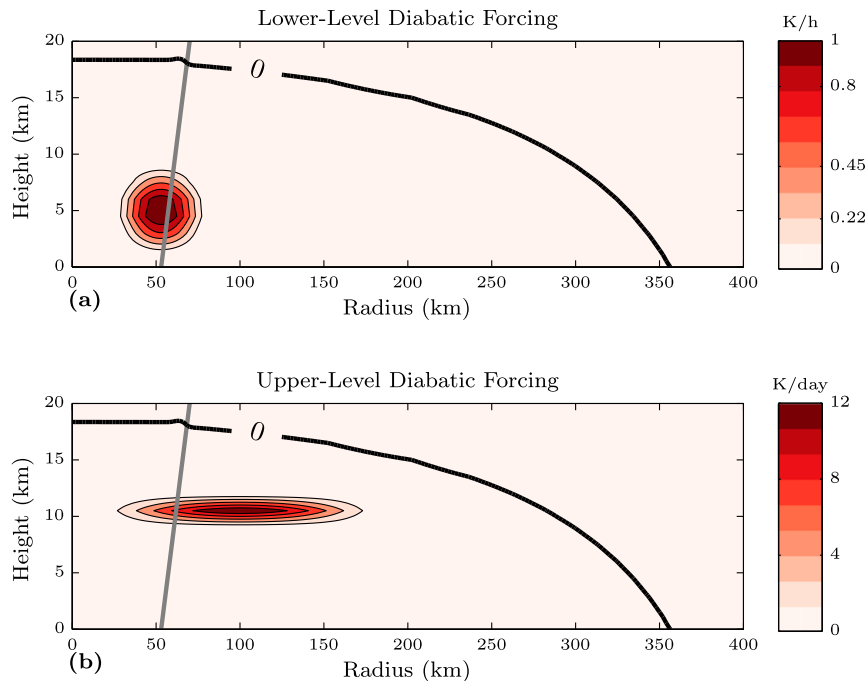 Lower-Level Diabatic Forcing
K/h
20
15
10
5
0
Height (km)
0
0 50 100 150 200 250 300 350 400
Radius (km)
(a)
1
0.8
0.45
0.22
0
Upper-Level Diabatic Forcing
K/day
20
15
10
5
0
Height (km)
0
0 50 100 150 200 250 300 350 400
Radius (km)
(b)
12
8
4
0